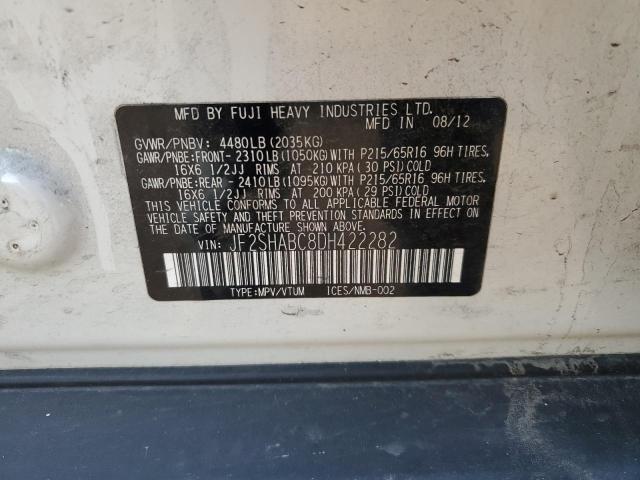 MFD BY FUJI HEAVY INDUSTRIES LTD.
MFD IN 08/12
GVWR/PNBV: 4480LB(2035KG)
GAWR/PNBE:FRONT- 2310LB(1050KG)WITH P215/65R16 96H TIRES,
16X6 1/2JJ RIMS AT 210 KPA (30 PSI)COLD
GAWR/PNBE:REAR - 2410LB(1095KG)WITH P215/65R16 96H TIRES,
16X6 1/2JJ RIMS AT 200 KPA (29 PSI)COLD
THIS VEHICLE CONFORMS TO ALL APPLICABLE FEDERAL MOTOR
VEHICLE SAFETY AND THEFT PREVENTION STANDARDS IN EFFECT ON
THE DATE OF MANUFACTURE SHOWN ABOVE.
VIN: JF2SHABC8DH422282
TYPE:MPV/VTUM ICES/NMB-002